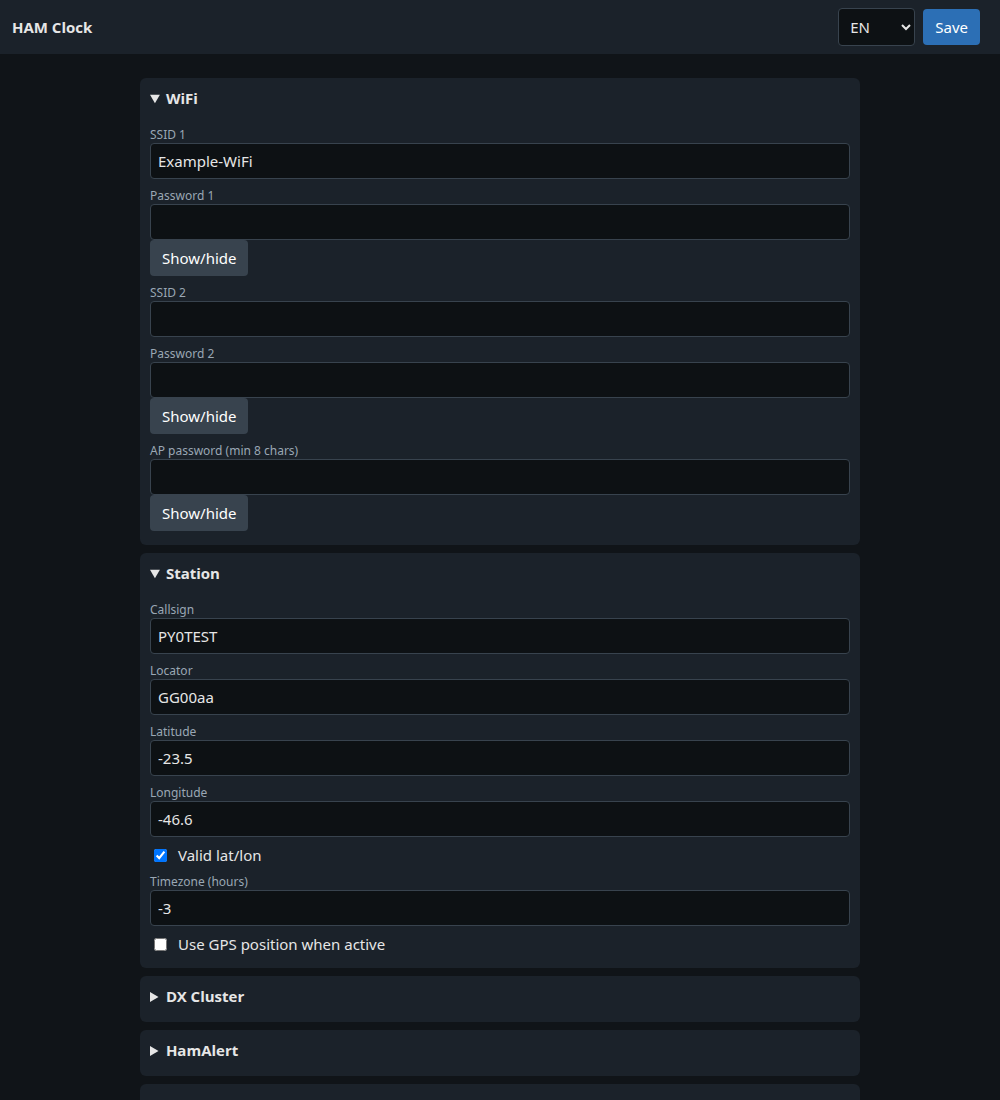 HAM Clock
EN
Save
WiFi
SSID 1
Example-WiFi
Password 1
Show/hide
SSID 2
Password 2
Show/hide
AP password (min 8 chars)
Show/hide
Station
Callsign
PY0TEST
Locator
GG00aa
Latitude
-23.5
Longitude
-46.6
Valid lat/lon
Timezone (hours)
-3
Use GPS position when active
DX Cluster
HamAlert